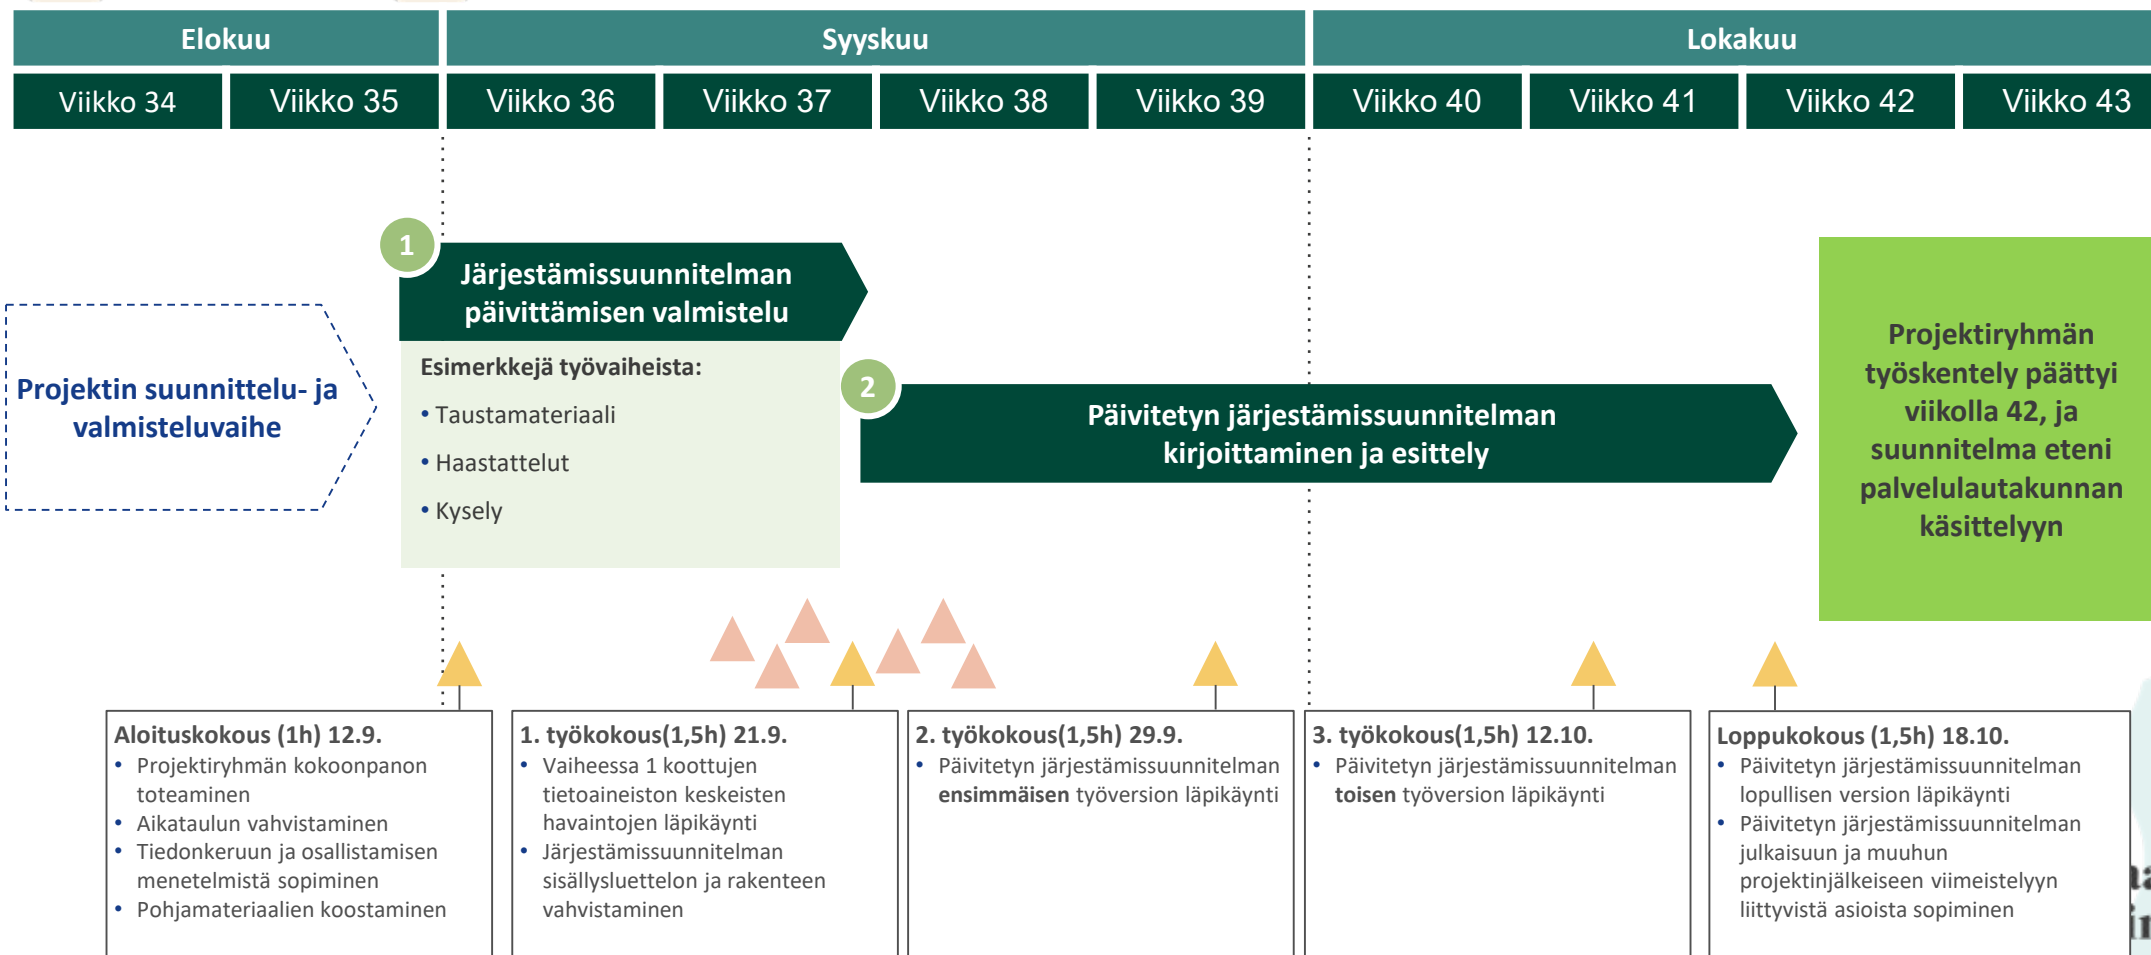 Elokuu
Syyskuu
Lokakuu
Viikko 34
Viikko 35
Viikko 36
Viikko 37
Viikko 38
Viikko 39
Viikko 40
Viikko 41
Viikko 42
Viikko 43
Projektin suunnittelu- ja
valmisteluvaihe
1
Järjestämissuunnitelman
päivittämisen valmistelu
Esimerkkejä työvaiheista:
• Taustamateriaali
• Haastattelut
• Kysely
2
Päivitetyn järjestämissuunnitelman
kirjoittaminen ja esittely
Projektiryhmän
työskentely päättyi
viikolla 42, ja
suunnitelma eteni
palvelulautakunnan
käsittelyyn
Aloituskokous (1h) 12.9.
• Projektiryhmän kokoonpanon
toteaminen
• Aikataulun vahvistaminen
• Tiedonkeruun ja osallistamisen
menetelmistä sopiminen
• Pohjamateriaalien koostaminen
1. työkokous(1,5h) 21.9.
• Vaiheessa 1 koottujen
tietoaineiston keskeisten
havaintojen läpikäynti
• Järjestämissuunnitelman
sisällysluettelon ja rakenteen
vahvistaminen
2. työkokous(1,5h) 29.9.
• Päivitetyn järjestämissuunnitelman
ensimmäisen työversion läpikäynti
3. työkokous(1,5h) 12.10.
• Päivitetyn järjestämissuunnitelman
toisen työversion läpikäynti
Loppukokous (1,5h) 18.10.
• Päivitetyn järjestämissuunnitelman
lopullisen version läpikäynti
• Päivitetyn järjestämissuunnitelman
julkaisuun ja muuhun
projektinjälkeiseen viimeistelyyn
liittyvistä asioista sopiminen